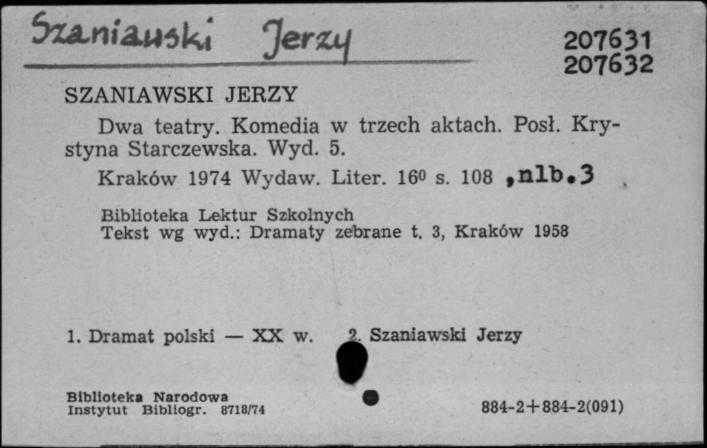 Szaniawski Jerzy
207631
207632
SZANIAWSKI JERZY
Dwa teatry. Komedia w trzech aktach. Posł. Kry-
styna Starczewska. Wyd. 5.
Kraków 1974 Wydaw. Liter. 16⁰ s. 108 ,nlb.3
Biblioteka Lektur Szkolnych
Tekst wg wyd.: Dramaty zebrane t. 3, Kraków 1958
1. Dramat polski — XX w. 2. Szaniawski Jerzy
Biblioteka Narodowa
Instytut Bibliogr. 8718/74
884-2+884-2(091)